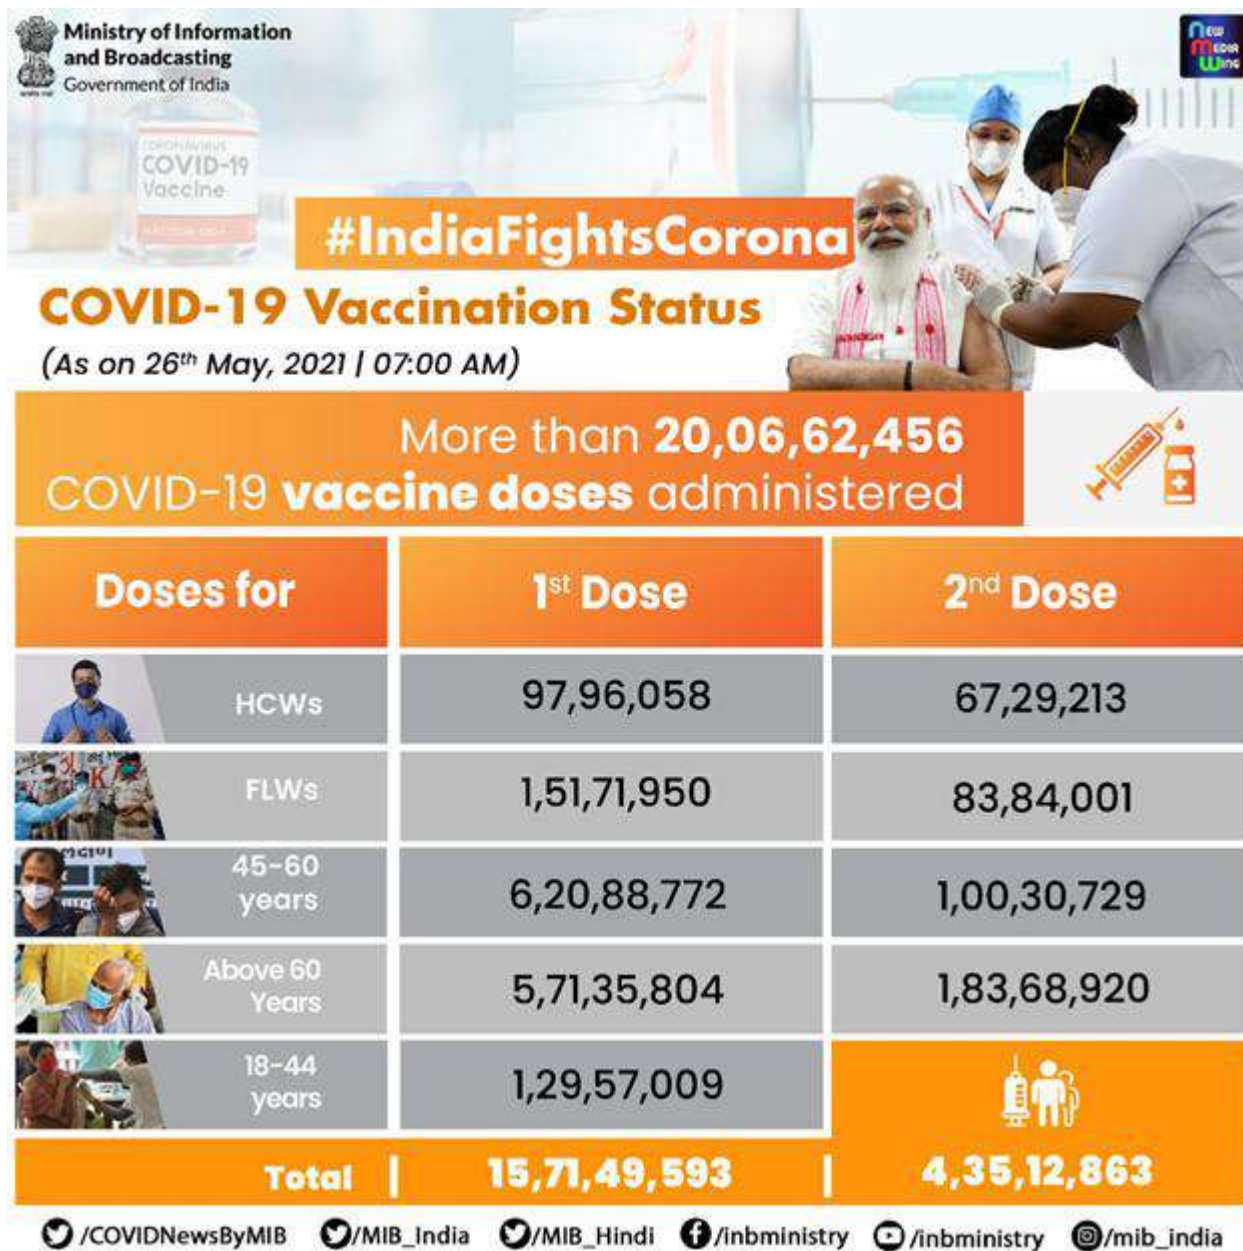 Ministry of Information
and Broadcasting
Government of India
NEW
MEDIA
WING
CORONAVIRUS
COVID-19
Vaccine
#IndiaFightsCorona
COVID-19 Vaccination Status
(As on 26th May, 2021 | 07:00 AM)
More than 20,06,62,456
COVID-19 vaccine doses administered
Doses for 1st Dose 2nd Dose
HCWs 97,96,058 67,29,213
FLWs 1,51,71,950 83,84,001
45-60
years 6,20,88,772 1,00,30,729
Above 60
Years 5,71,35,804 1,83,68,920
18-44
years 1,29,57,009
Total | 15,71,49,593 | 4,35,12,863
/COVIDNewsByMIB /MIB_India /MIB_Hindi /inbministry /inbministry /mib_india